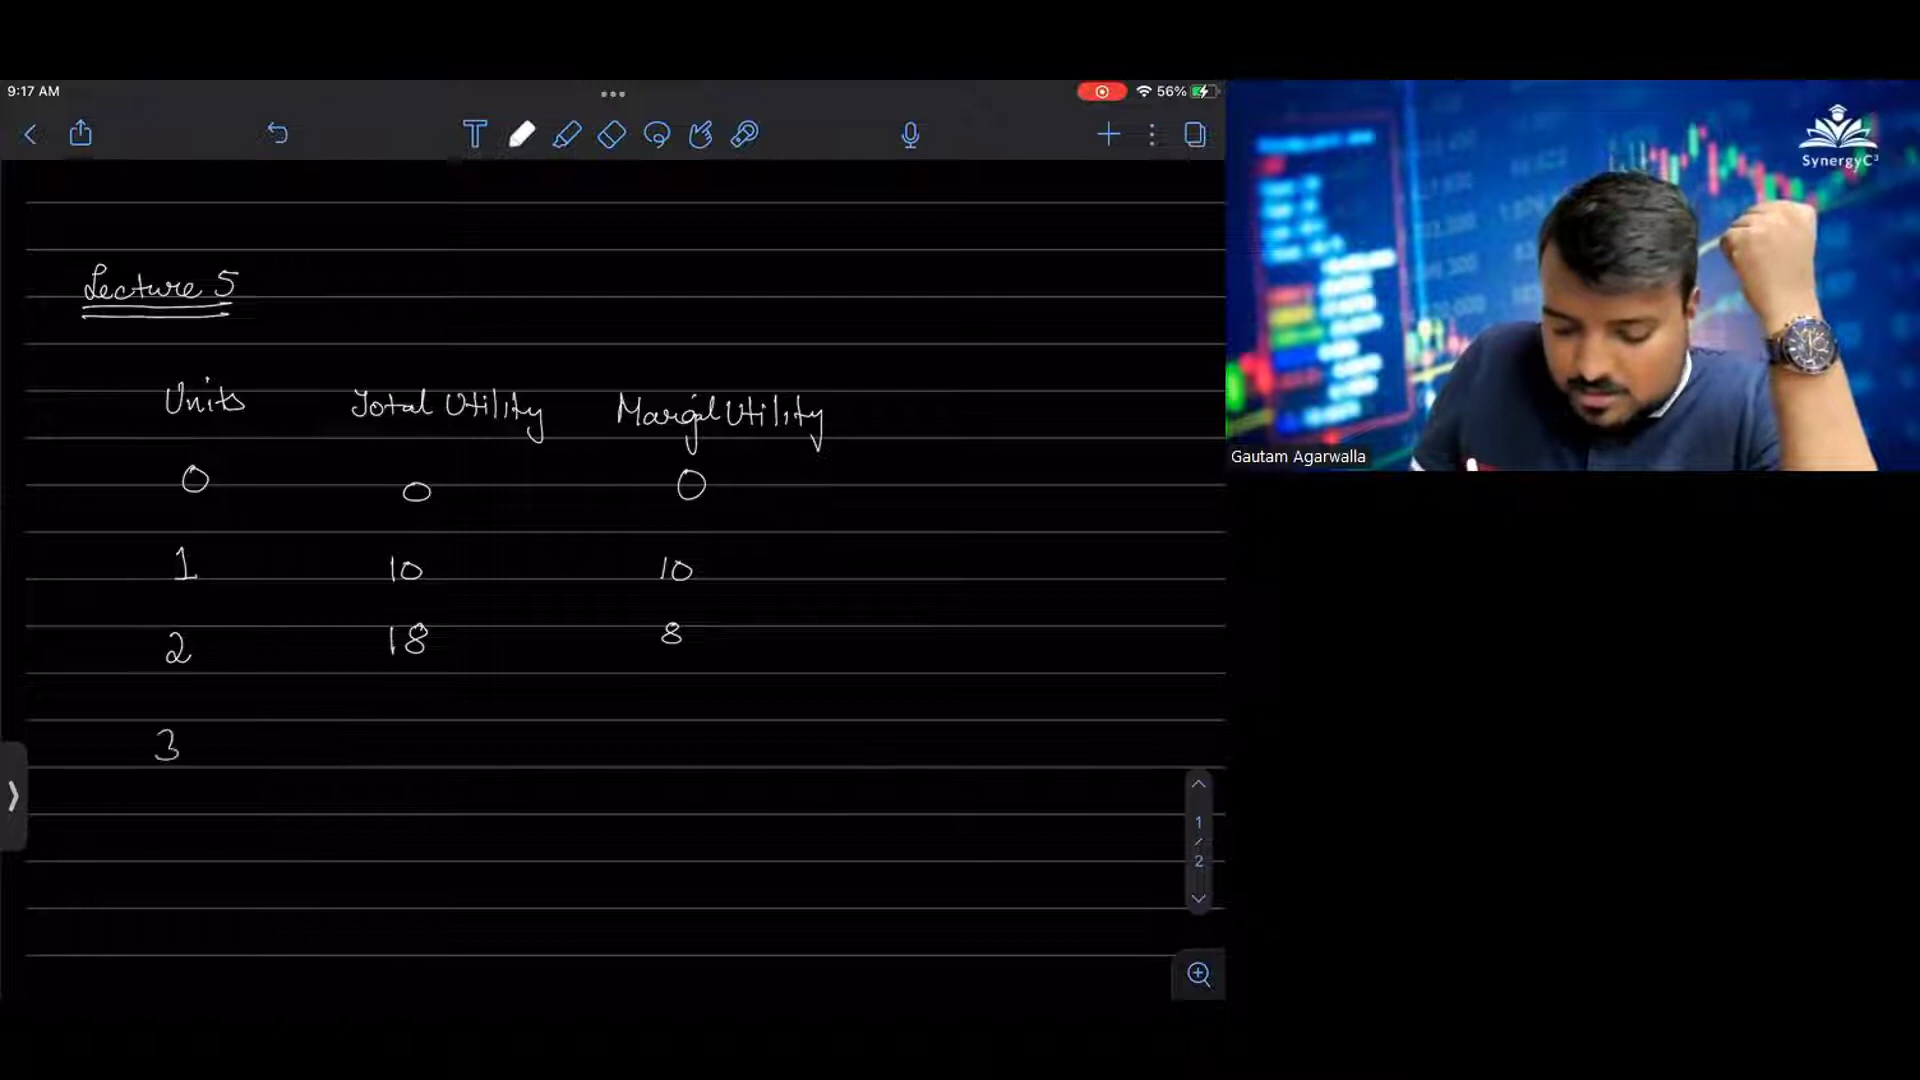 9:17 AM
56%
SynergyC³
Lecture 5
Units Total Utility Margial Utility
0 0 0
1 10 10
2 18 8
3
Gautam Agarwalla
1
/
2